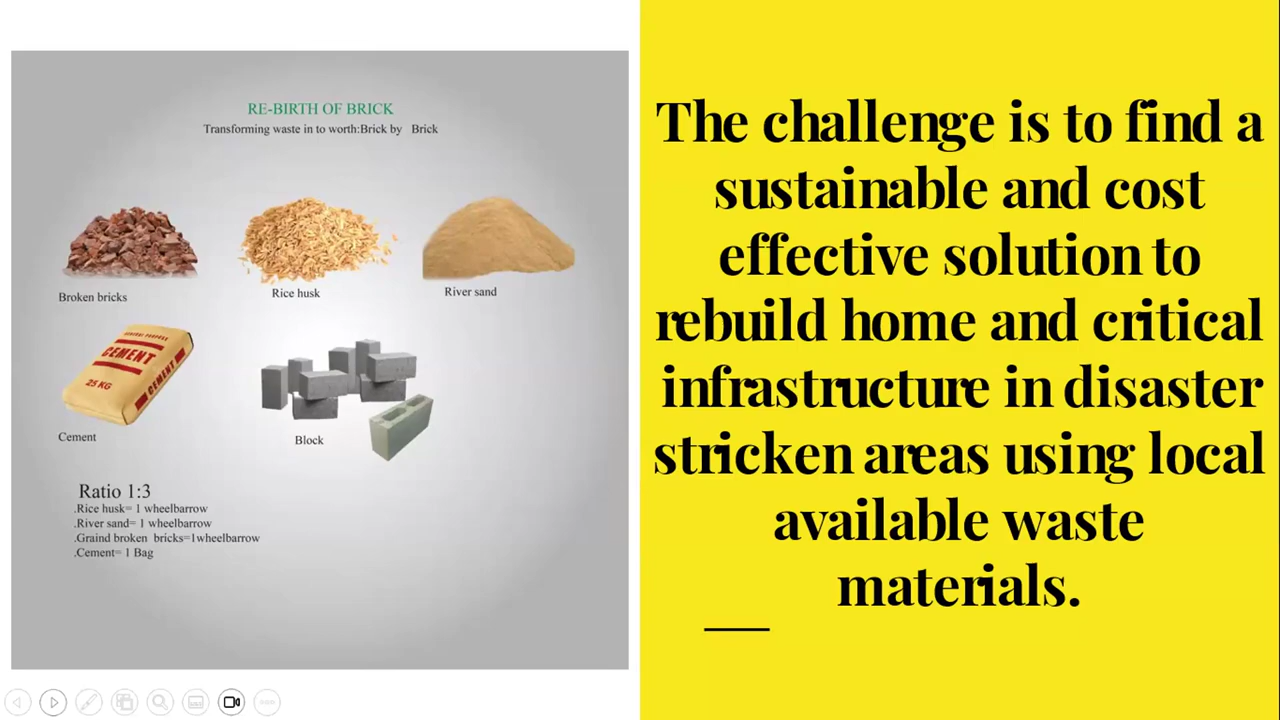 RE-BIRTH OF BRICK
Transforming waste in to worth:Brick by Brick
Broken bricks
Rice husk
River sand
GENERAL PURPOSE
CEMENT
25 KG
CEMENT
Cement
Block
Ratio 1:3
.Rice husk= 1 wheelbarrow
.River sand= 1 wheelbarrow
.Graind broken bricks=1wheelbarrow
.Cement= 1 Bag
The challenge is to find a
sustainable and cost
effective solution to
rebuild home and critical
infrastructure in disaster
stricken areas using local
available waste
materials.